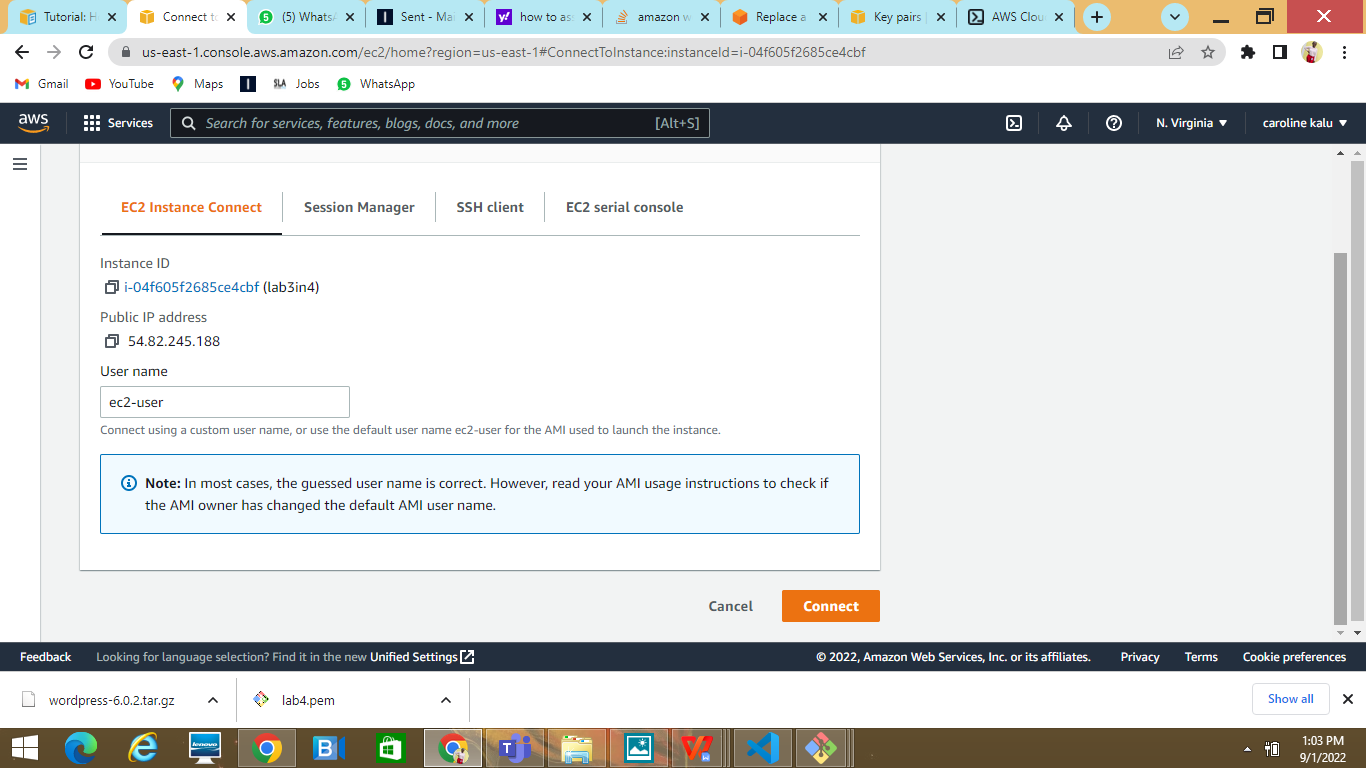 Tutorial: H
Connect to
(5) WhatsA
Sent - Mai
how to as
amazon w
Replace a
Key pairs
AWS Clou
us-east-1.console.aws.amazon.com/ec2/home?region=us-east-1#ConnectToInstance:instanceId=i-04f605f2685ce4cbf
Gmail YouTube Maps SLA Jobs 5 WhatsApp
aws Services Search for services, features, blogs, docs, and more [Alt+S] N. Virginia caroline kalu
EC2 Instance Connect Session Manager SSH client EC2 serial console
Instance ID
i-04f605f2685ce4cbf (lab3in4)
Public IP address
54.82.245.188
User name
ec2-user
Connect using a custom user name, or use the default user name ec2-user for the AMI used to launch the instance.
Note: In most cases, the guessed user name is correct. However, read your AMI usage instructions to check if
the AMI owner has changed the default AMI user name.
Cancel Connect
Feedback Looking for language selection? Find it in the new Unified Settings © 2022, Amazon Web Services, Inc. or its affiliates. Privacy Terms Cookie preferences
wordpress-6.0.2.tar.gz lab4.pem Show all
lenovo
1:03 PM
9/1/2022